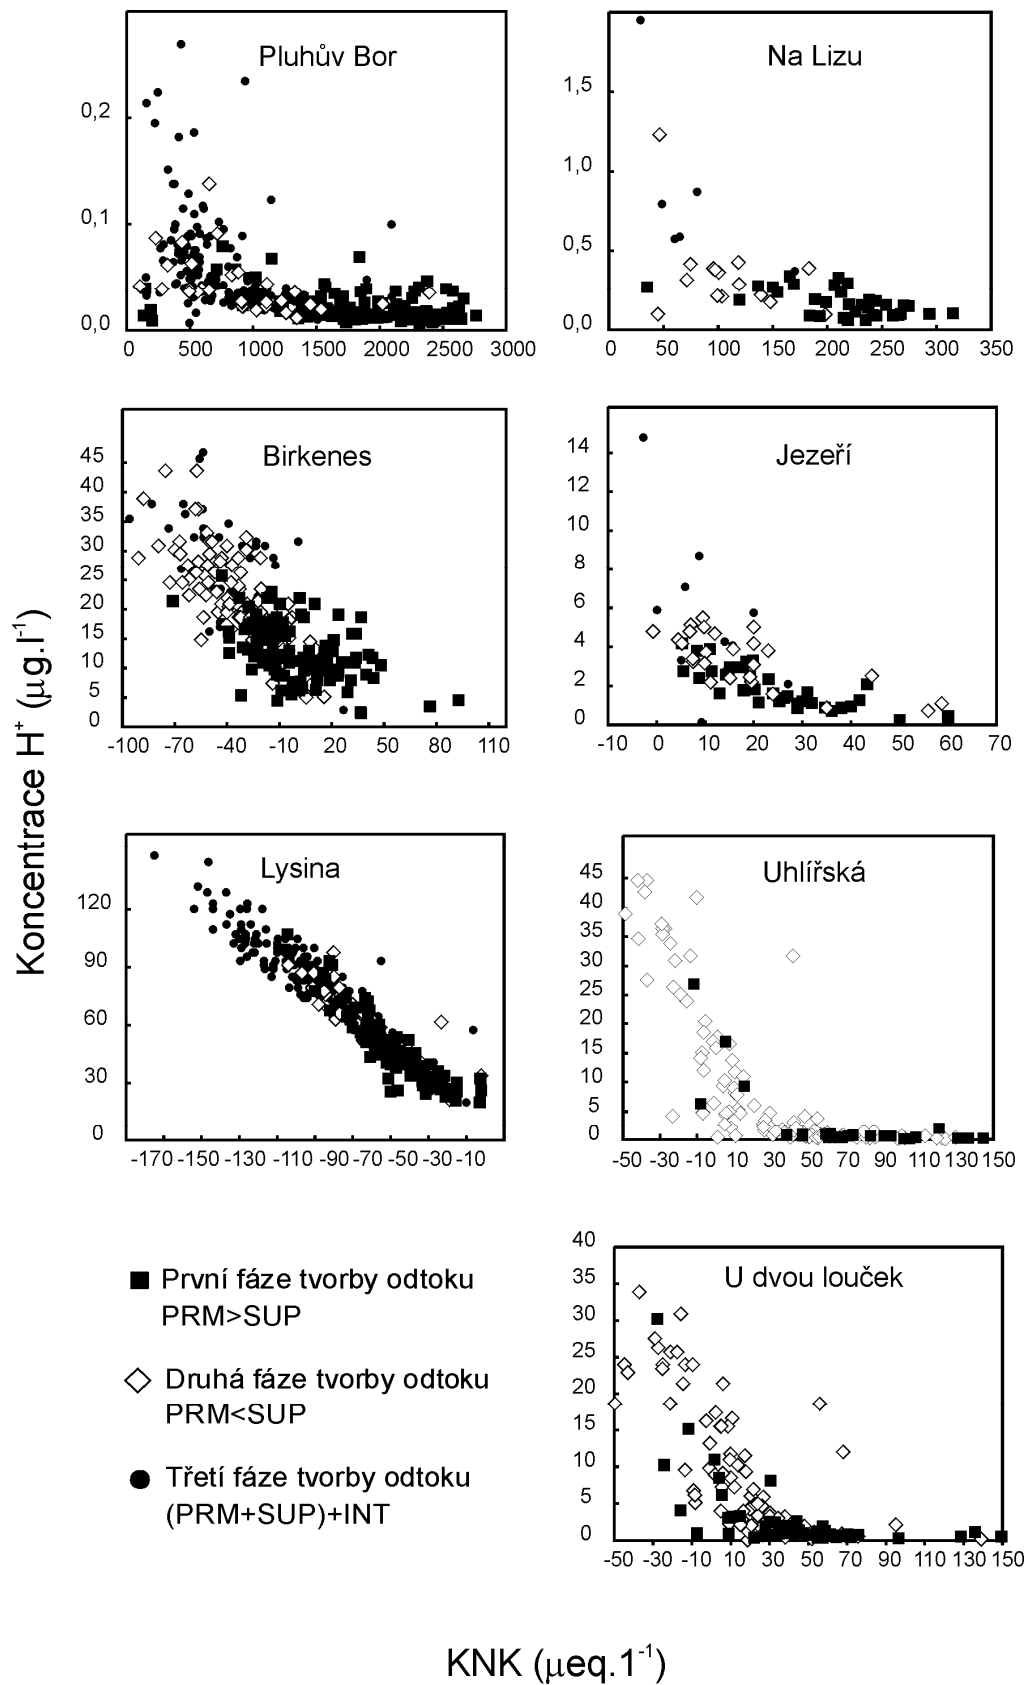 Pluhův Bor
0,2
0,1
0,0
0 500 1000 1500 2000 2500 3000
Na Lizu
1,5
1,0
0,5
0,0
0 50 100 150 200 250 300 350
Birkenes
45
40
35
30
25
20
15
10
5
0
-100 -70 -40 -10 20 50 80 110
Jezeří
14
12
10
8
6
4
2
0
-10 0 10 20 30 40 50 60 70
Koncentrace H⁺ (µg.l⁻¹)
Lysina
120
90
60
30
0
-170 -150 -130 -110 -90 -70 -50 -30 -10
Uhlířská
45
40
35
30
25
20
15
10
5
0
-50 -30 -10 10 30 50 70 90 110 130 150
První fáze tvorby odtoku
PRM>SUP
Druhá fáze tvorby odtoku
PRM<SUP
Třetí fáze tvorby odtoku
(PRM+SUP)+INT
U dvou louček
40
35
30
25
20
15
10
5
0
-50 -30 -10 10 30 50 70 90 110 130 150
KNK (µeq.1⁻¹)